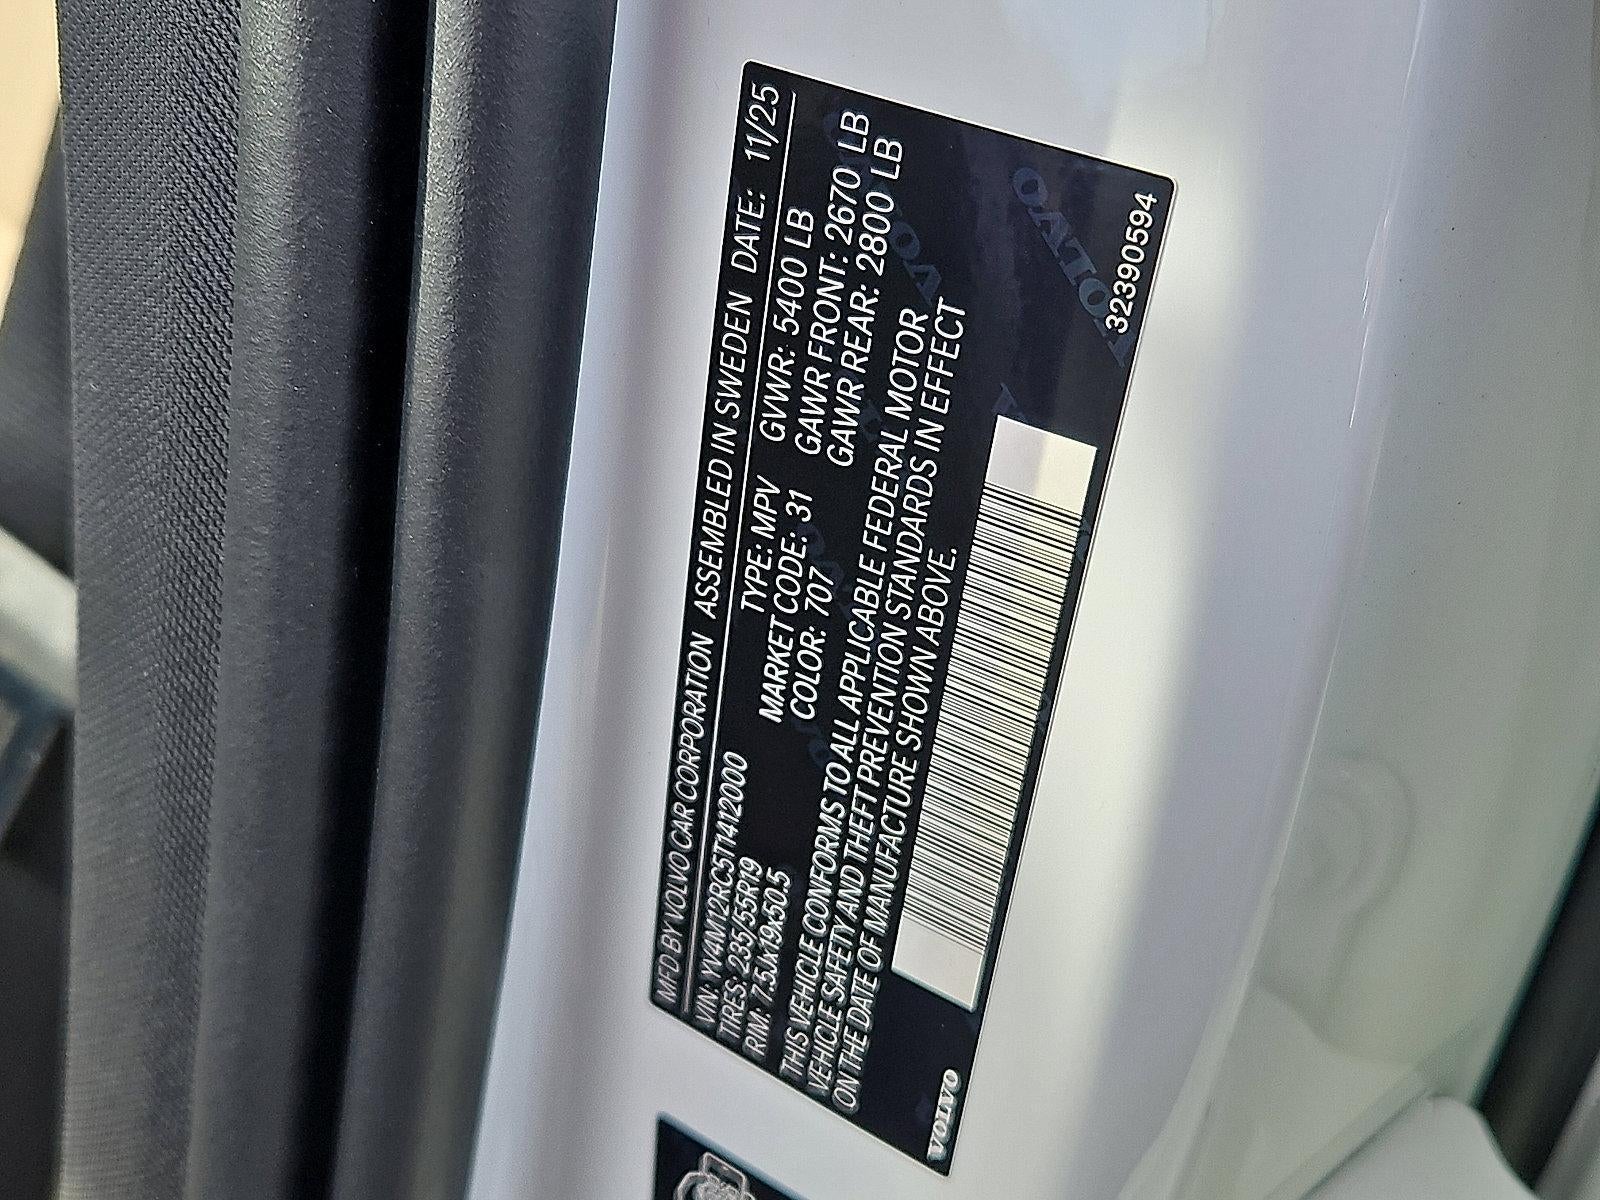 MFD BY VOLVO CAR CORPORATION ASSEMBLED IN SWEDEN DATE: 11/25
VIN: YV4M12RC5T1412000 TYPE: MPV GVWR: 5400 LB
TIRES: 235/55R19 MARKET CODE: 31 GAWR FRONT: 2670 LB
RIM: 7.5Jx19x50.5 COLOR: 707 GAWR REAR: 2800 LB
THIS VEHICLE CONFORMS TO ALL APPLICABLE FEDERAL MOTOR
VEHICLE SAFETY AND THEFT PREVENTION STANDARDS IN EFFECT
ON THE DATE OF MANUFACTURE SHOWN ABOVE.
VOLVO
32390594